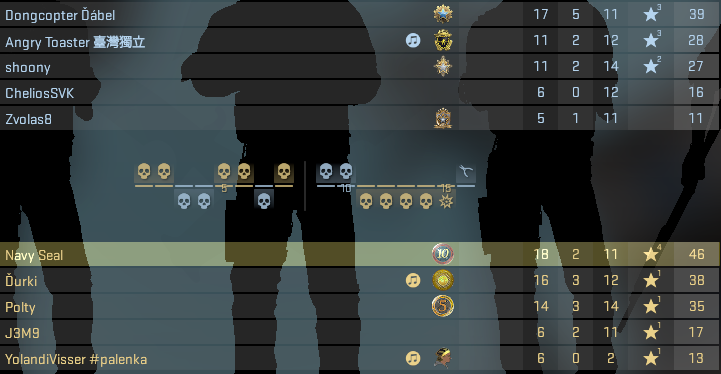 Dongcopter Ďábel 17 5 11 3 39
Angry Toaster 臺灣獨立 11 2 12 3 28
shoony 11 2 14 2 27
CheliosSVK 6 0 12 16
Zvolas8 5 1 11 11
5 10 15
Navy Seal 10 18 2 11 4 46
Ďurki 16 3 12 1 38
Polty 5 14 3 14 1 35
J3M9 6 2 11 1 17
YolandiVisser #palenka 6 0 2 1 13